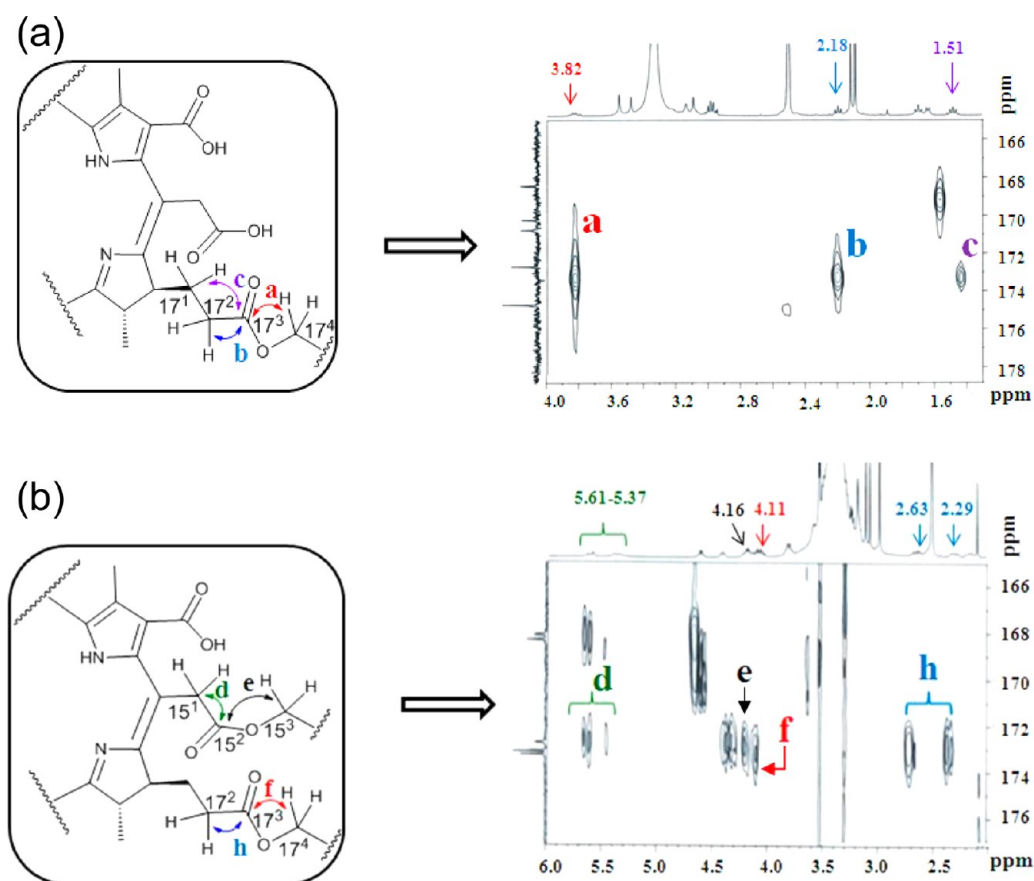 (a)
O
OH
HN
O
OH
N
H
H
c
O
a
H
H
17¹
17²
17³
17⁴
H
H
b
O
3.82
2.18
1.51
ppm
a
b
c
166
168
170
172
174
176
178
4.0
3.6
3.2
2.8
2.4
2.0
1.6
ppm
(b)
O
OH
HN
H
H
d
e
H
H
15¹
O
15²
O
15³
N
O
f
H
H
H
17²
17³
H
h
O
17⁴
5.61-5.37
4.16
4.11
2.63
2.29
ppm
d
e
f
h
166
168
170
172
174
176
6.0
5.5
5.0
4.5
4.0
3.5
3.0
2.5
ppm